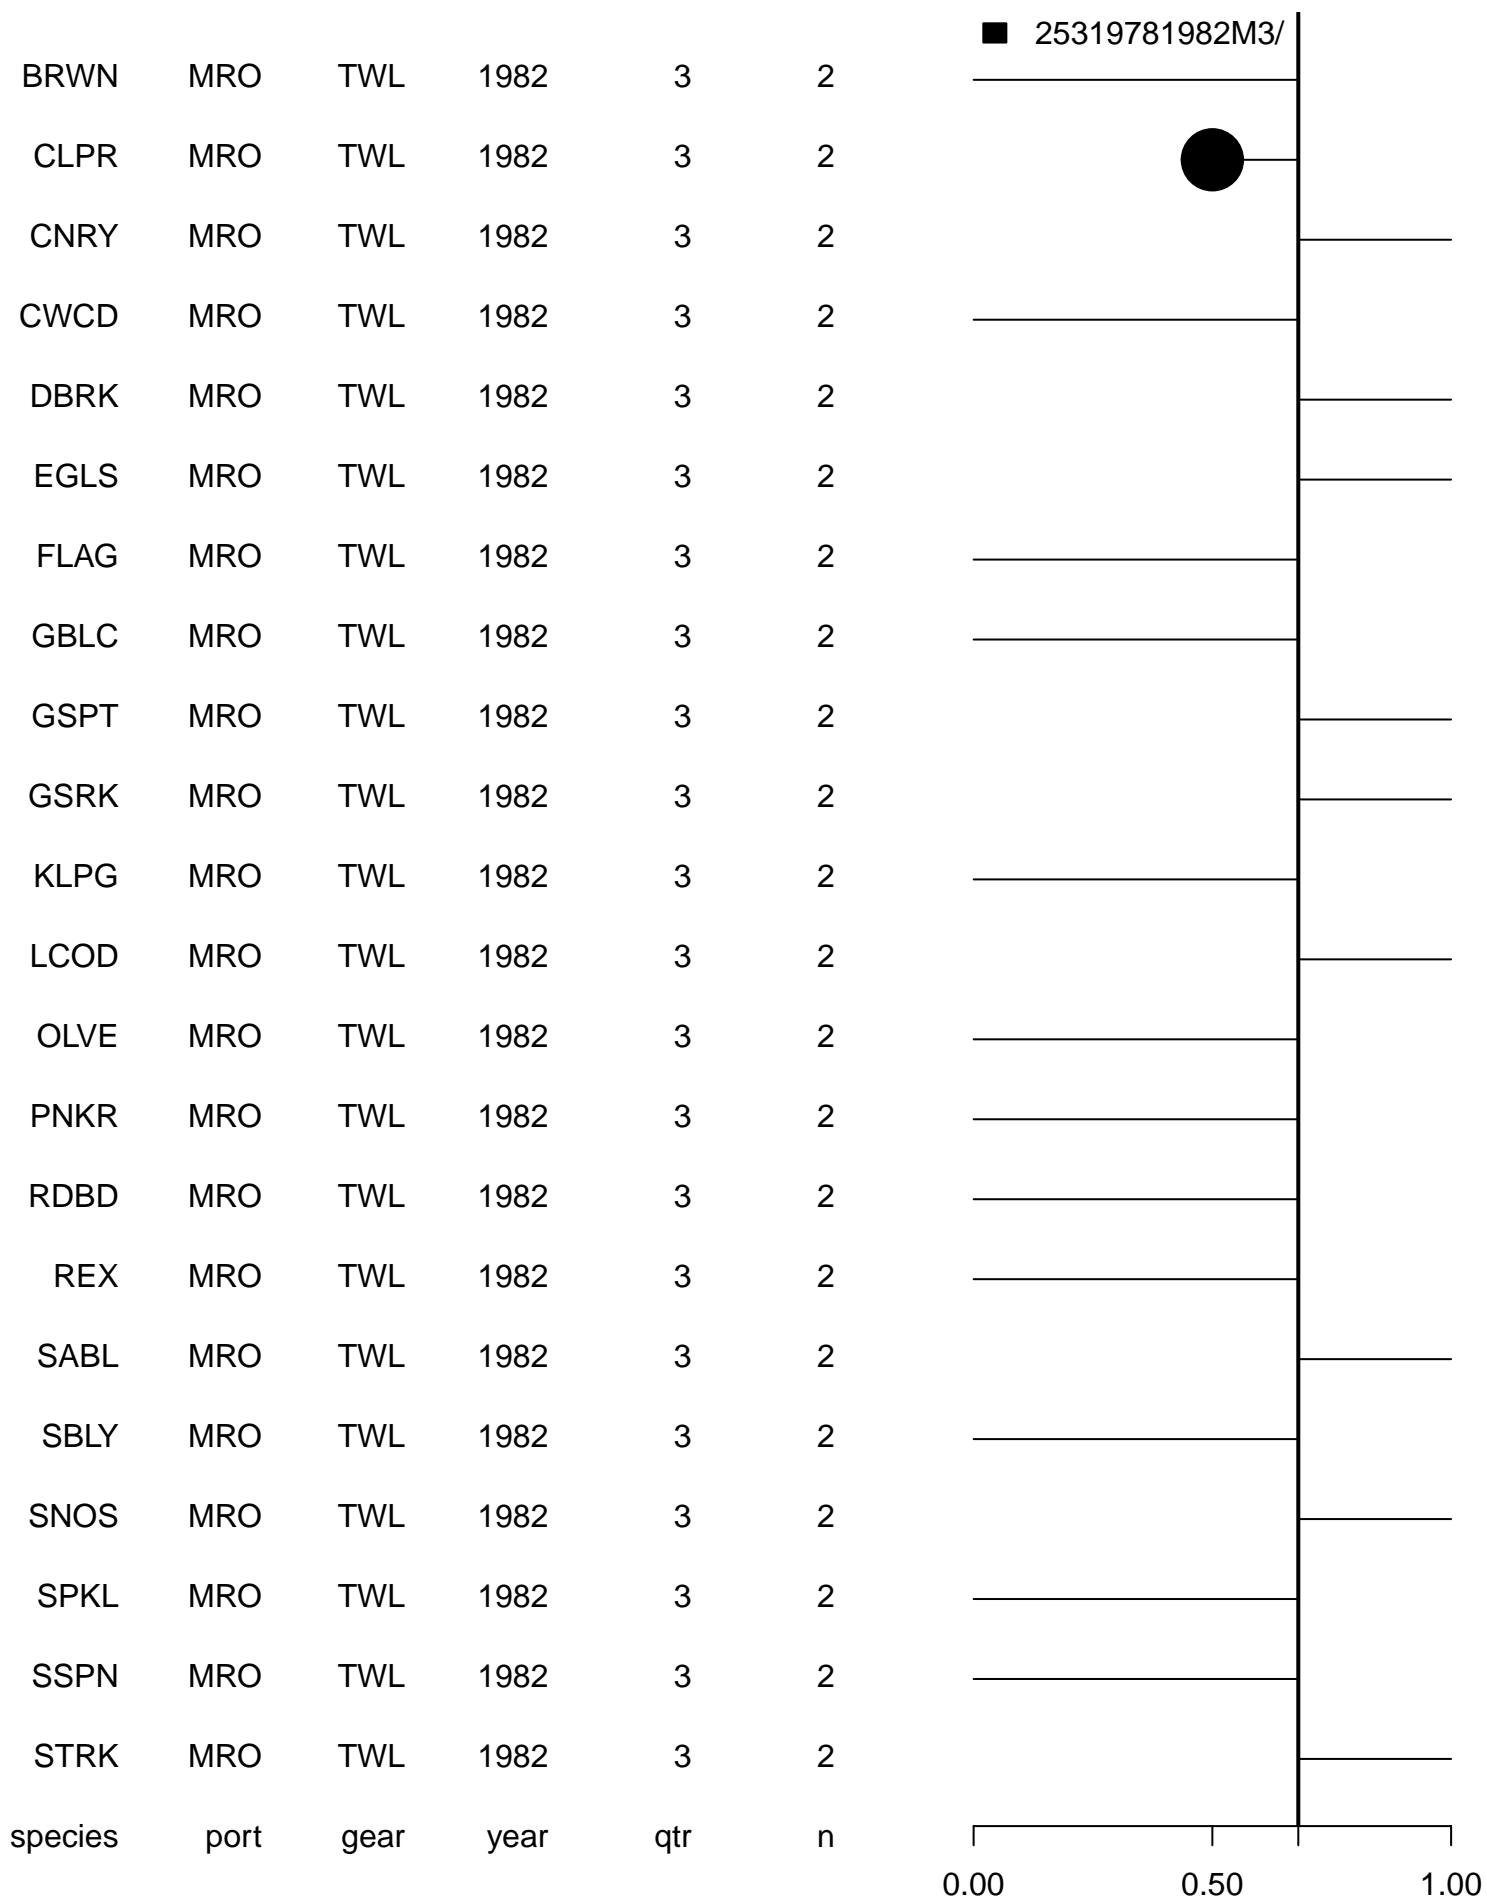 25319781982M3/
BRWN MRO TWL 1982 3 2
CLPR MRO TWL 1982 3 2
CNRY MRO TWL 1982 3 2
CWCD MRO TWL 1982 3 2
DBRK MRO TWL 1982 3 2
EGLS MRO TWL 1982 3 2
FLAG MRO TWL 1982 3 2
GBLC MRO TWL 1982 3 2
GSPT MRO TWL 1982 3 2
GSRK MRO TWL 1982 3 2
KLPG MRO TWL 1982 3 2
LCOD MRO TWL 1982 3 2
OLVE MRO TWL 1982 3 2
PNKR MRO TWL 1982 3 2
RDBD MRO TWL 1982 3 2
REX MRO TWL 1982 3 2
SABL MRO TWL 1982 3 2
SBLY MRO TWL 1982 3 2
SNOS MRO TWL 1982 3 2
SPKL MRO TWL 1982 3 2
SSPN MRO TWL 1982 3 2
STRK MRO TWL 1982 3 2
species port gear year qtr n
0.00 0.50 1.00